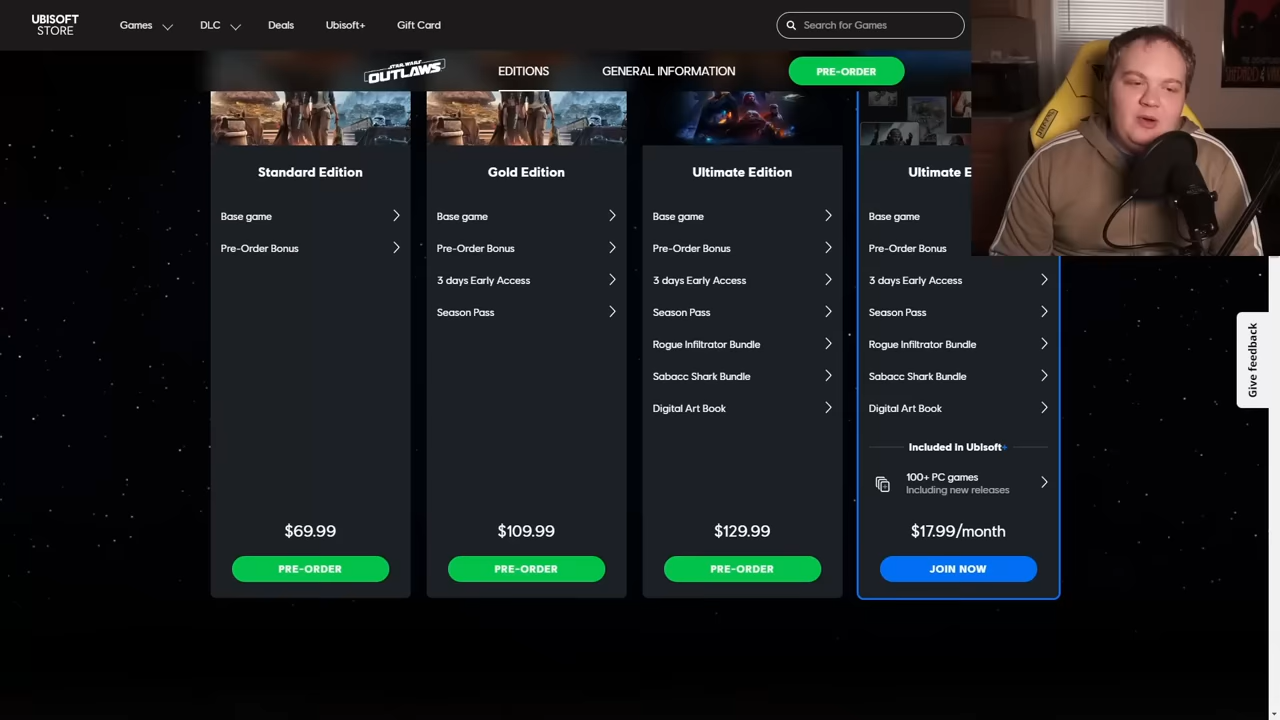 UBISOFT
STORE
Games
DLC
Deals
Ubisoft+
Gift Card
Search for Games
STAR WARS
OUTLAWS
EDITIONS
GENERAL INFORMATION
PRE-ORDER
Standard Edition
Base game
Pre-Order Bonus
$69.99
PRE-ORDER
Gold Edition
Base game
Pre-Order Bonus
3 days Early Access
Season Pass
$109.99
PRE-ORDER
Ultimate Edition
Base game
Pre-Order Bonus
3 days Early Access
Season Pass
Rogue Infiltrator Bundle
Sabacc Shark Bundle
Digital Art Book
$129.99
PRE-ORDER
Ultimate E
Base game
Pre-Order Bonus
3 days Early Access
Season Pass
Rogue Infiltrator Bundle
Sabacc Shark Bundle
Digital Art Book
Included in Ubisoft+
100+ PC games
Including new releases
$17.99/month
JOIN NOW
Give feedback